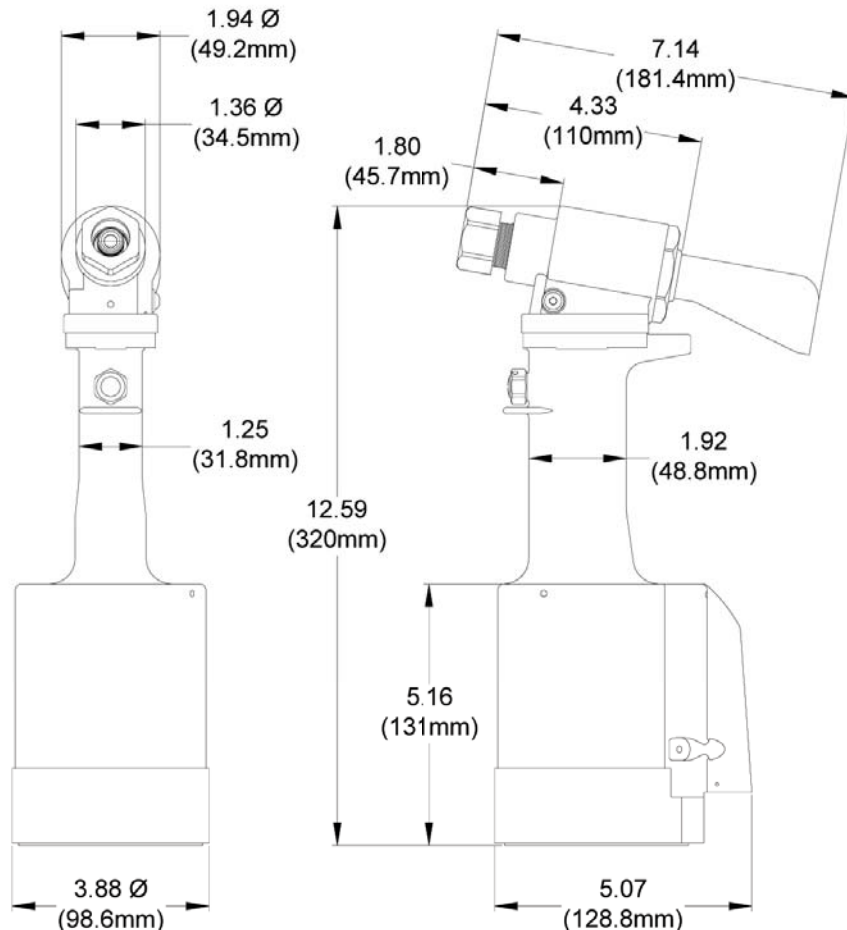 1.94 Ø
(49.2mm)
7.14
(181.4mm)
4.33
(110mm)
1.36 Ø
(34.5mm)
1.80
(45.7mm)
1.25
(31.8mm)
1.92
(48.8mm)
12.59
(320mm)
5.16
(131mm)
3.88 Ø
(98.6mm)
5.07
(128.8mm)